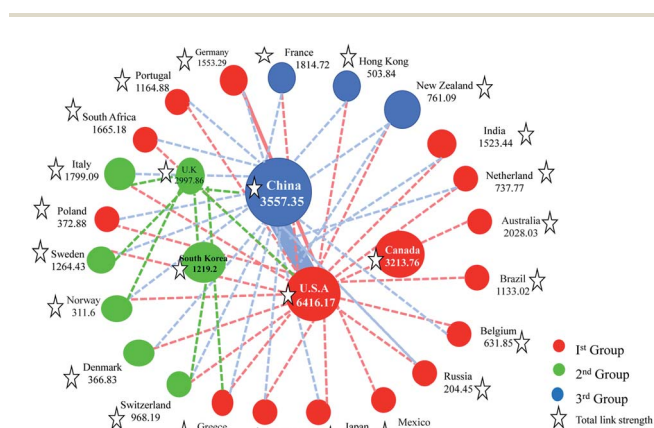 Germany
1553.29
France
1814.72
Hong Kong
503.84
New Zealand
761.09
Portugal
1164.88
South Africa
1665.18
India
1523.44
Italy
1799.09
U.K
2997.86
China
3557.35
Netherland
737.77
Poland
372.88
Australia
2028.03
Sweden
1264.43
South Korea
1219.2
Canada
3213.76
Norway
311.6
U.S.A
6416.17
Brazil
1133.02
Belgium
631.85
Denmark
366.83
Russia
204.45
Switzerland
968.19
Greece
Japan
Mexico
Ist Group
2nd Group
3rd Group
Total link strength